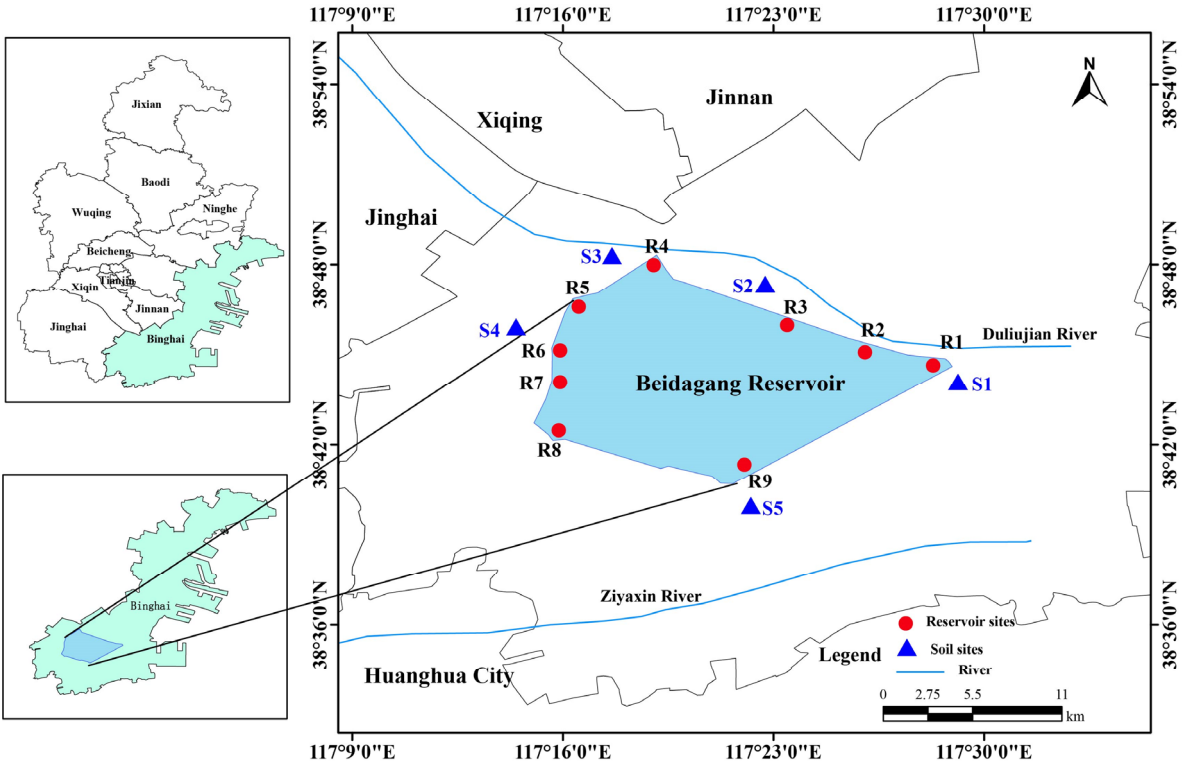 117°9'0"E
117°16'0"E
117°23'0"E
117°30'0"E
38°54'0"N
38°48'0"N
38°42'0"N
38°36'0"N
38°54'0"N
38°48'0"N
38°42'0"N
38°36'0"N
Jixian
Baodi
Wuqing
Ninghe
Beicheng
Tianjin
Xiqin
Jinnan
Jinghai
Binghai
Binghai
N
Jinnan
Xiqing
Jinghai
S3
R4
S2
R5
R3
S4
R2
Duliujian River
R6
R1
R7
Beidagang Reservoir
S1
R8
R9
S5
Ziyaxin River
Huanghua City
Legend
Reservoir sites
Soil sites
River
0 2.75 5.5 11
km
117°9'0"E
117°16'0"E
117°23'0"E
117°30'0"E